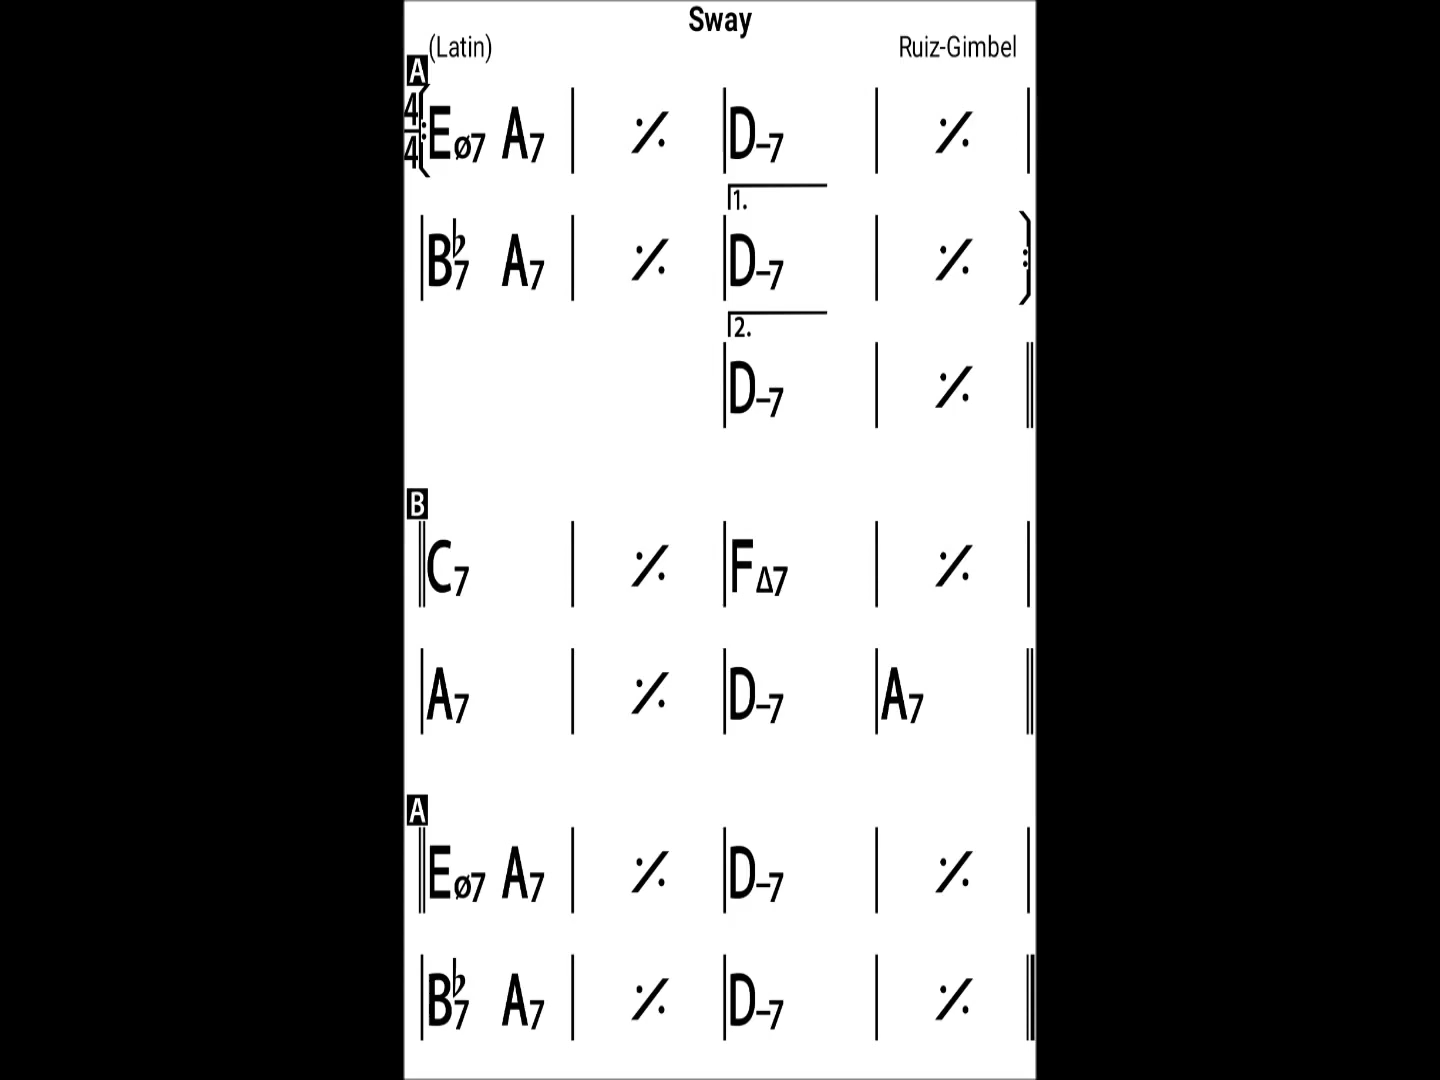 Sway
(Latin) Ruiz-Gimbel
A
4/4 Eø7 A7 | 𝄎 | D–7 | 𝄎 |
1.
| B♭7 A7 | 𝄎 | D–7 | 𝄎 :
2.
| D–7 | 𝄎 ||
B
|| C7 | 𝄎 | FΔ7 | 𝄎 |
| A7 | 𝄎 | D–7 | A7 ||
A
|| Eø7 A7 | 𝄎 | D–7 | 𝄎 |
| B♭7 A7 | 𝄎 | D–7 | 𝄎 ||